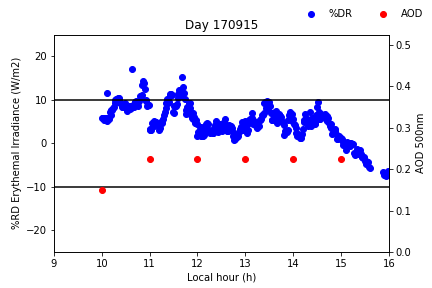 %DR AOD
Day 170915
%RD Erythemal Irradiance (W/m2)
20
10
0
−10
−20
0.5
0.4
0.3
0.2
0.1
0.0
AOD 500nm
9 10 11 12 13 14 15 16
Local hour (h)